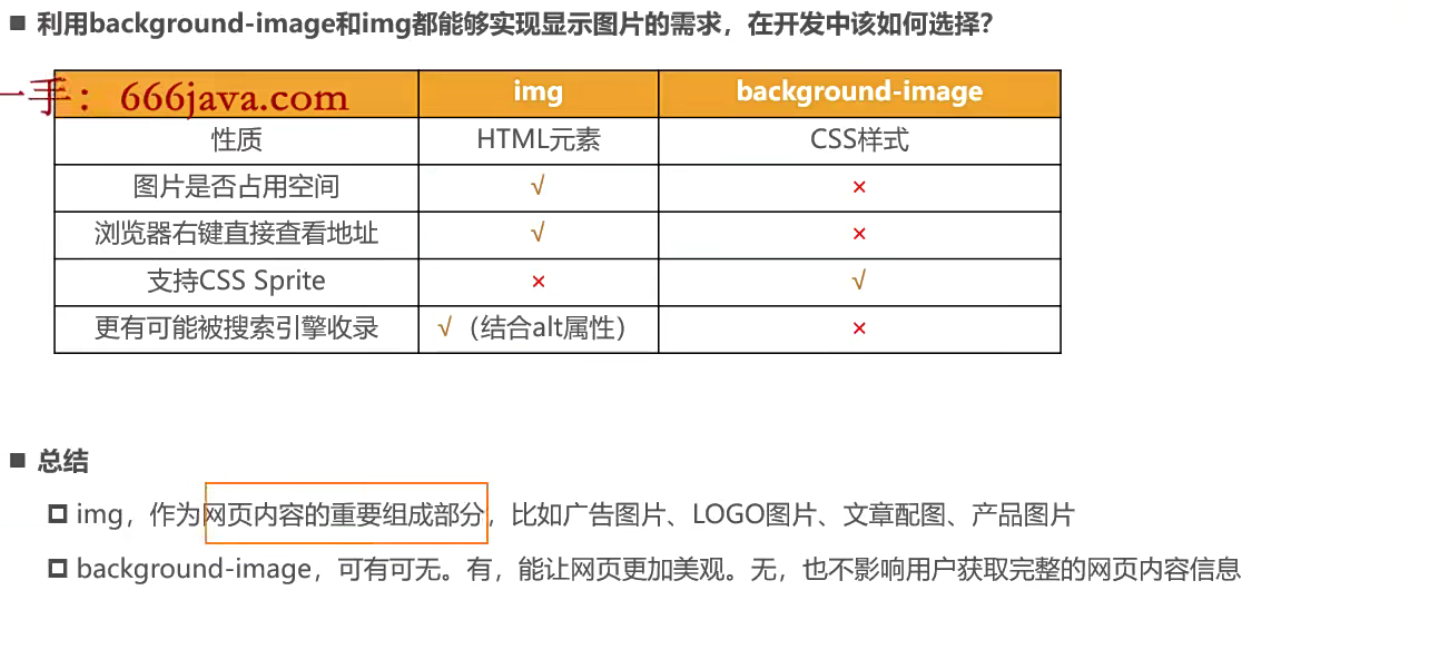 ■ 利用background-image和img都能够实现显示图片的需求，在开发中该如何选择？
一手：666java.com img background-image
性质 HTML元素 CSS样式
图片是否占用空间 √ ×
浏览器右键直接查看地址 √ ×
支持CSS Sprite × √
更有可能被搜索引擎收录 √（结合alt属性） ×
■ 总结
img，作为网页内容的重要组成部分，比如广告图片、LOGO图片、文章配图、产品图片
background-image，可有可无。有，能让网页更加美观。无，也不影响用户获取完整的网页内容信息